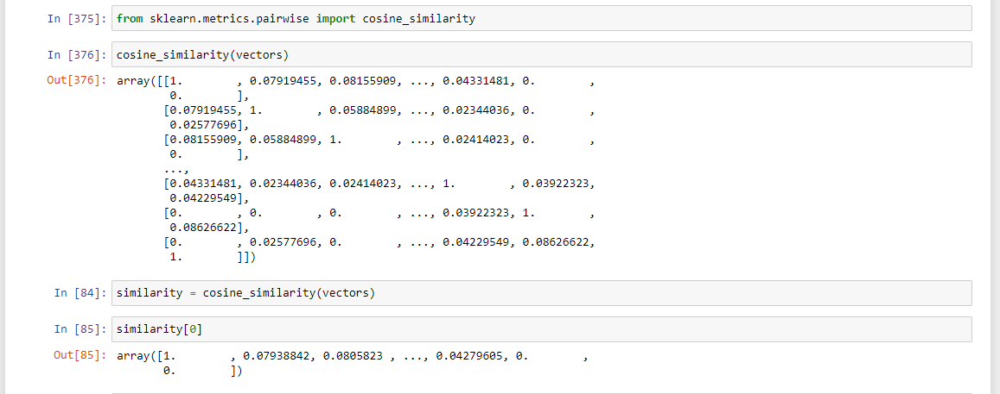 In [375]: from sklearn.metrics.pairwise import cosine_similarity
In [376]: cosine_similarity(vectors)
Out[376]: array([[1.        , 0.07919455, 0.08155909, ..., 0.04331481, 0.        ,
        0.        ],
       [0.07919455, 1.        , 0.05884899, ..., 0.02344036, 0.        ,
        0.02577696],
       [0.08155909, 0.05884899, 1.        , ..., 0.02414023, 0.        ,
        0.        ],
       ...,
       [0.04331481, 0.02344036, 0.02414023, ..., 1.        , 0.03922323,
        0.04229549],
       [0.        , 0.        , 0.        , ..., 0.03922323, 1.        ,
        0.08626622],
       [0.        , 0.02577696, 0.        , ..., 0.04229549, 0.08626622,
        1.        ]])
In [84]: similarity = cosine_similarity(vectors)
In [85]: similarity[0]
Out[85]: array([1.        , 0.07938842, 0.0805823 , ..., 0.04279605, 0.        ,
       0.        ])